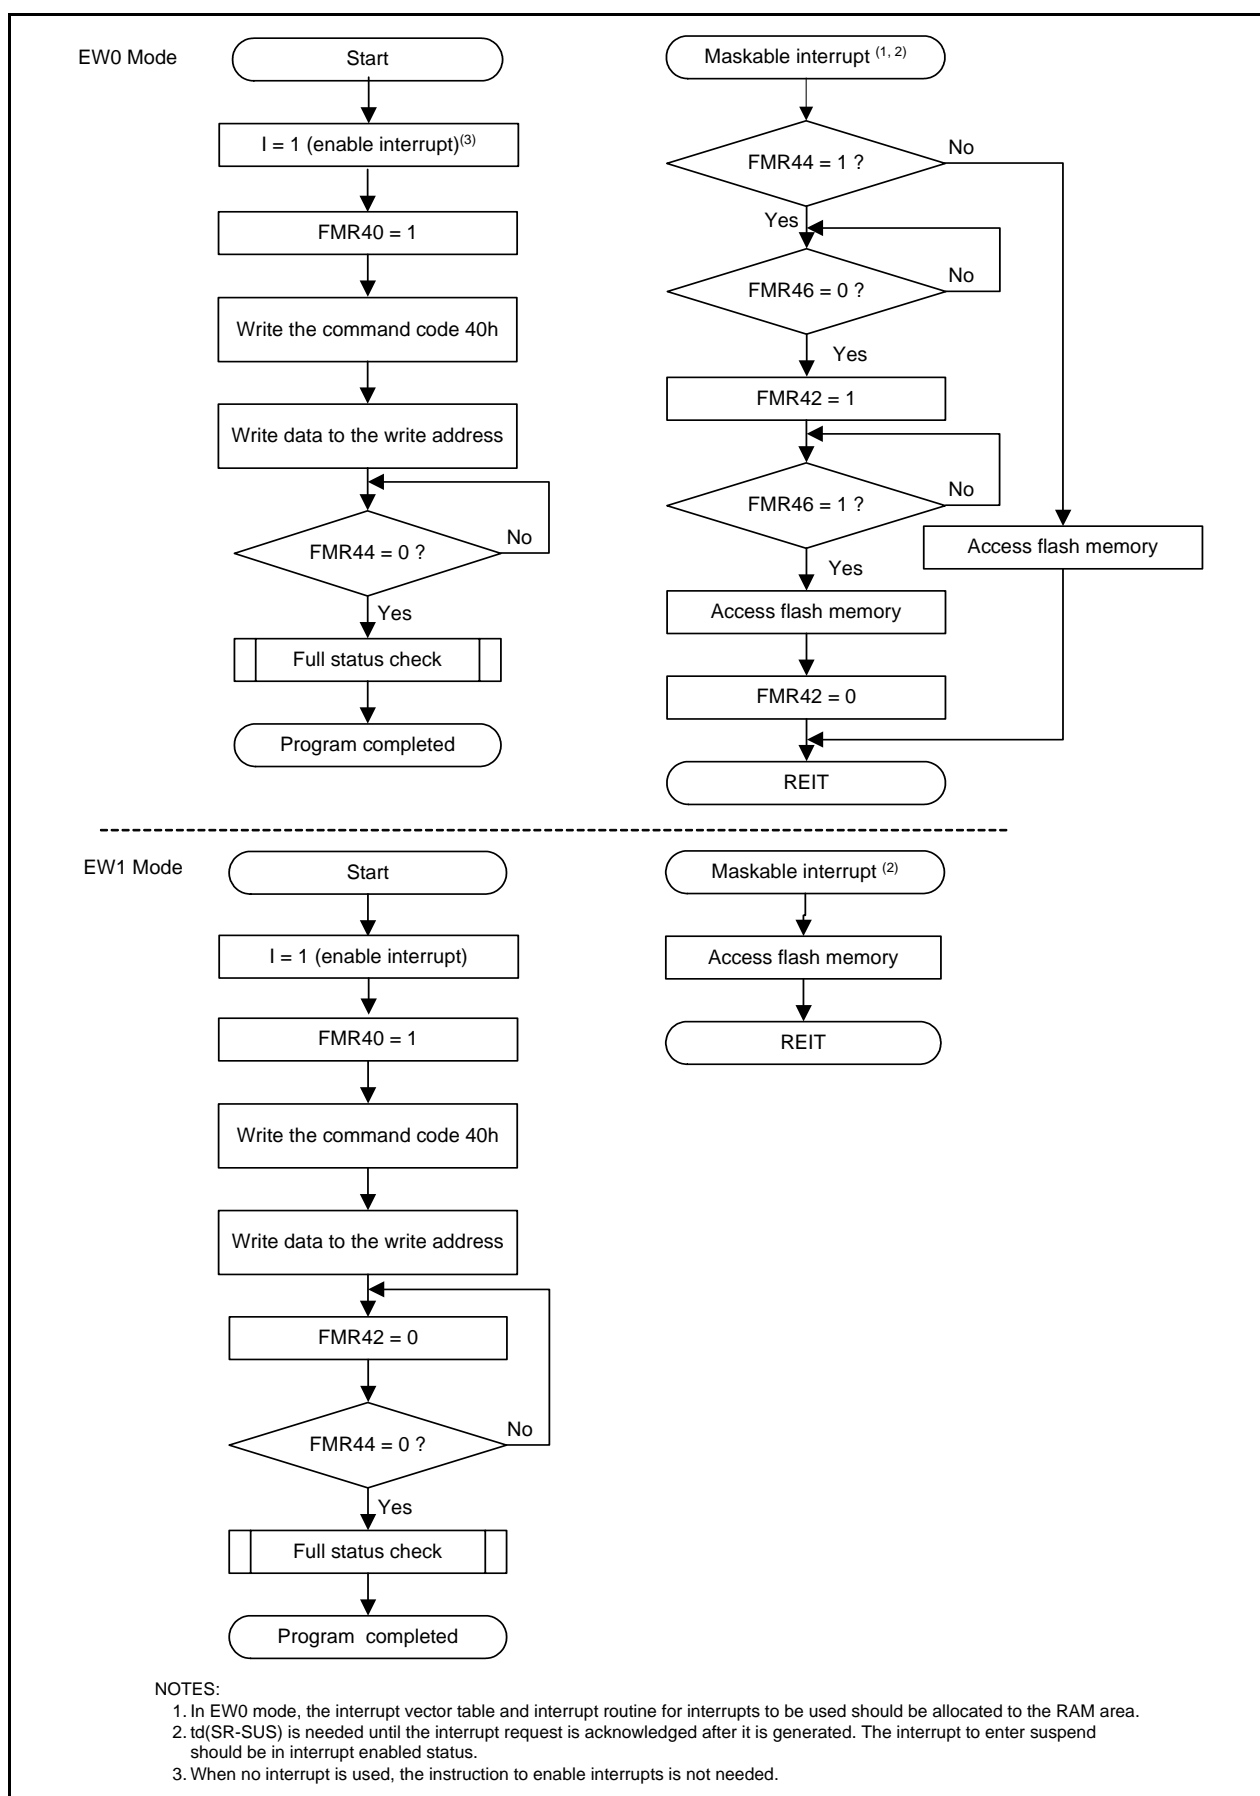 EW0 Mode
Start
I = 1 (enable interrupt)(3)
FMR40 = 1
Write the command code 40h
Write data to the write address
FMR44 = 0 ?
No
Yes
Full status check
Program completed
Maskable interrupt (1, 2)
FMR44 = 1 ?
No
Yes
FMR46 = 0 ?
No
Yes
FMR42 = 1
FMR46 = 1 ?
No
Yes
Access flash memory
Access flash memory
FMR42 = 0
REIT
EW1 Mode
Start
I = 1 (enable interrupt)
FMR40 = 1
Write the command code 40h
Write data to the write address
FMR42 = 0
FMR44 = 0 ?
No
Yes
Full status check
Program completed
Maskable interrupt (2)
Access flash memory
REIT
NOTES:
1. In EW0 mode, the interrupt vector table and interrupt routine for interrupts to be used should be allocated to the RAM area.
2. td(SR-SUS) is needed until the interrupt request is acknowledged after it is generated. The interrupt to enter suspend
should be in interrupt enabled status.
3. When no interrupt is used, the instruction to enable interrupts is not needed.